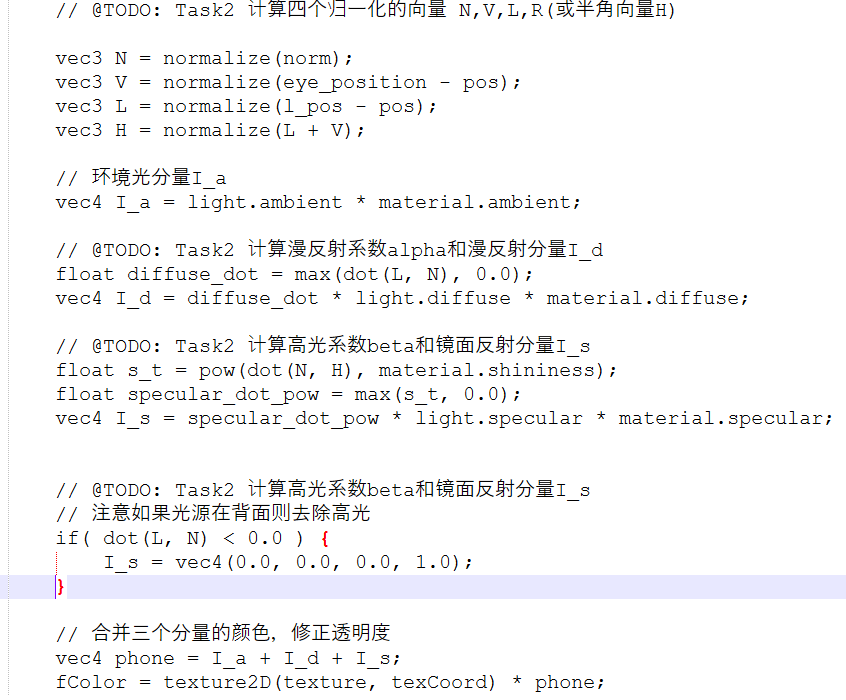 // @TODO: Task2 计算四个归一化的向量 N,V,L,R(或半角向量H)
vec3 N = normalize(norm);
vec3 V = normalize(eye_position - pos);
vec3 L = normalize(l_pos - pos);
vec3 H = normalize(L + V);
// 环境光分量I_a
vec4 I_a = light.ambient * material.ambient;
// @TODO: Task2 计算漫反射系数alpha和漫反射分量I_d
float diffuse_dot = max(dot(L, N), 0.0);
vec4 I_d = diffuse_dot * light.diffuse * material.diffuse;
// @TODO: Task2 计算高光系数beta和镜面反射分量I_s
float s_t = pow(dot(N, H), material.shininess);
float specular_dot_pow = max(s_t, 0.0);
vec4 I_s = specular_dot_pow * light.specular * material.specular;
// @TODO: Task2 计算高光系数beta和镜面反射分量I_s
// 注意如果光源在背面则去除高光
if( dot(L, N) < 0.0 ) {
    I_s = vec4(0.0, 0.0, 0.0, 1.0);
}
// 合并三个分量的颜色，修正透明度
vec4 phone = I_a + I_d + I_s;
fColor = texture2D(texture, texCoord) * phone;